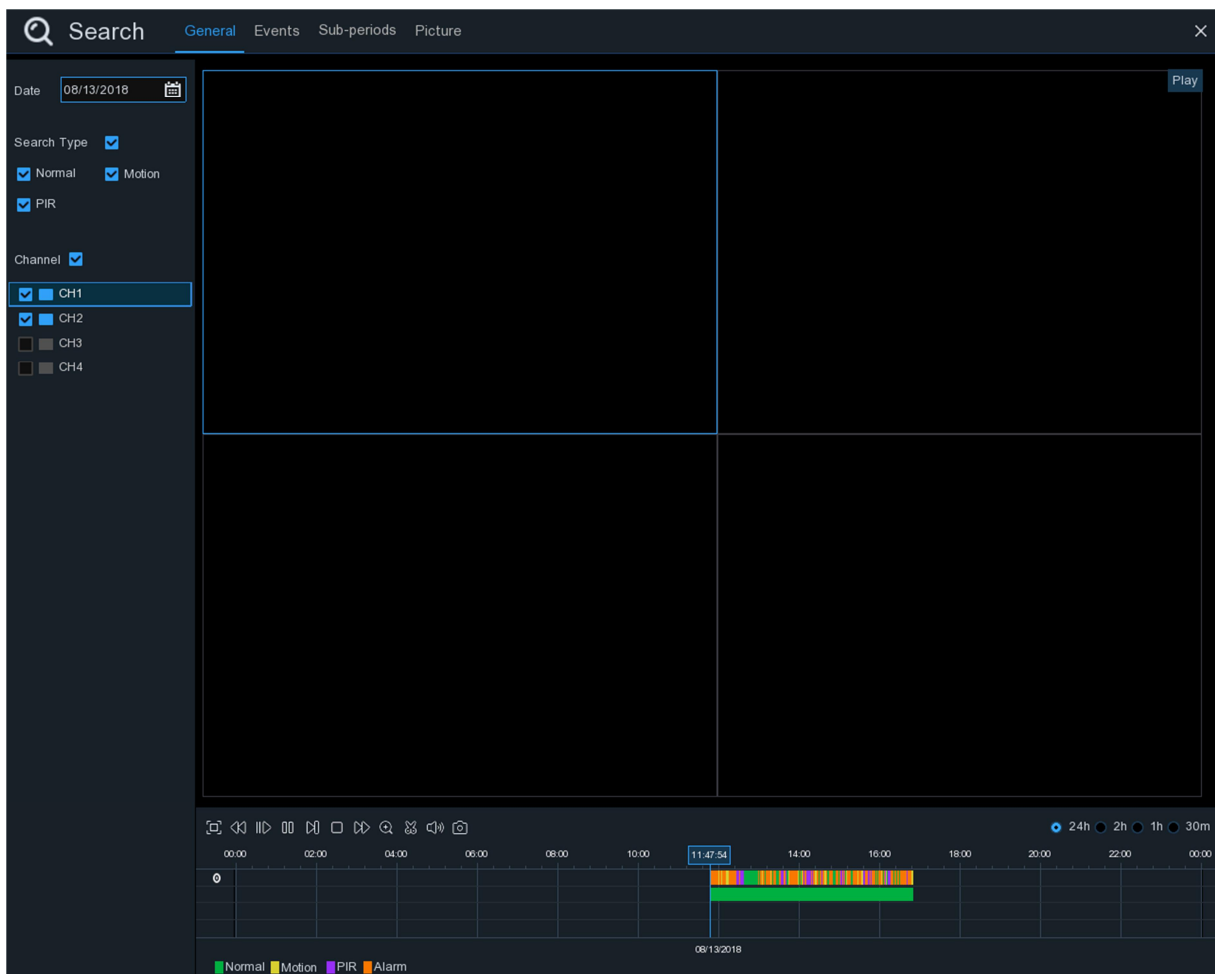 Search General Events Sub-periods Picture
Date 08/13/2018
Play
Search Type
Normal Motion
PIR
Channel
CH1
CH2
CH3
CH4
24h 2h 1h 30m
00:00 02:00 04:00 06:00 08:00 10:00 11:47:54 14:00 16:00 18:00 20:00 22:00 00:00
08/13/2018
Normal Motion PIR Alarm